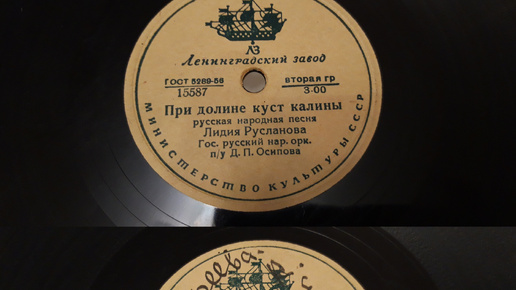 ЛЗ
Ленинградский завод
ГОСТ 5289-56
вторая гр
15587
3-00
При долине куст калины
русская народная песня
Лидия Русланова
Гос. русский нар. орк.
п/у Д. П. Осипова
МИНИСТЕРСТВО КУЛЬТУРЫ СССР